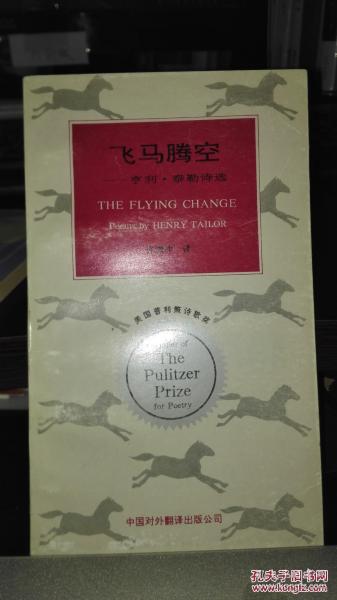 飞马腾空
——亨利·泰勒诗选
THE FLYING CHANGE
Poems by HENRY TAILOR
译
美国普利策诗歌奖
Winner of
The
Pulitzer
Prize
for Poetry
中国对外翻译出版公司
孔夫子旧书网